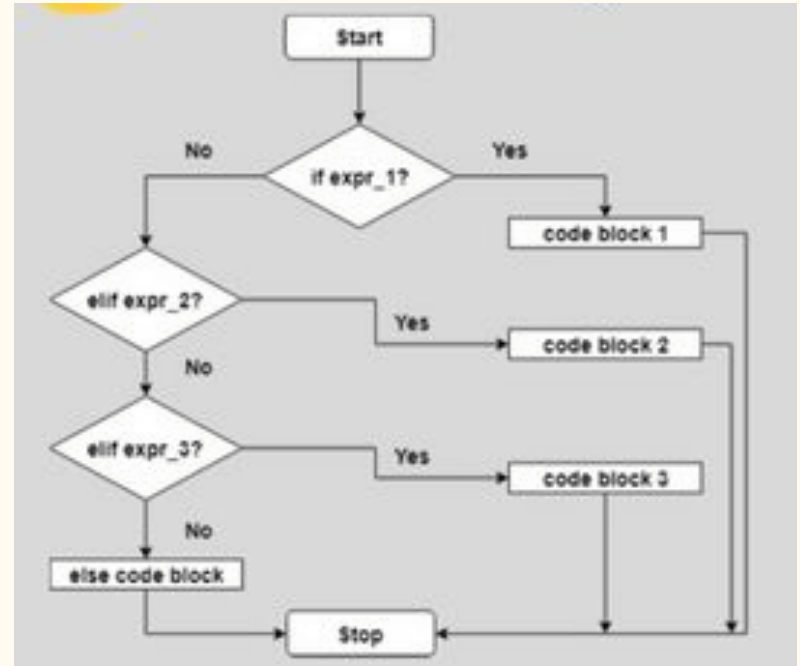 Start
if expr_1?
No
Yes
code block 1
elif expr_2?
Yes
code block 2
No
elif expr_3?
Yes
code block 3
No
else code block
Stop